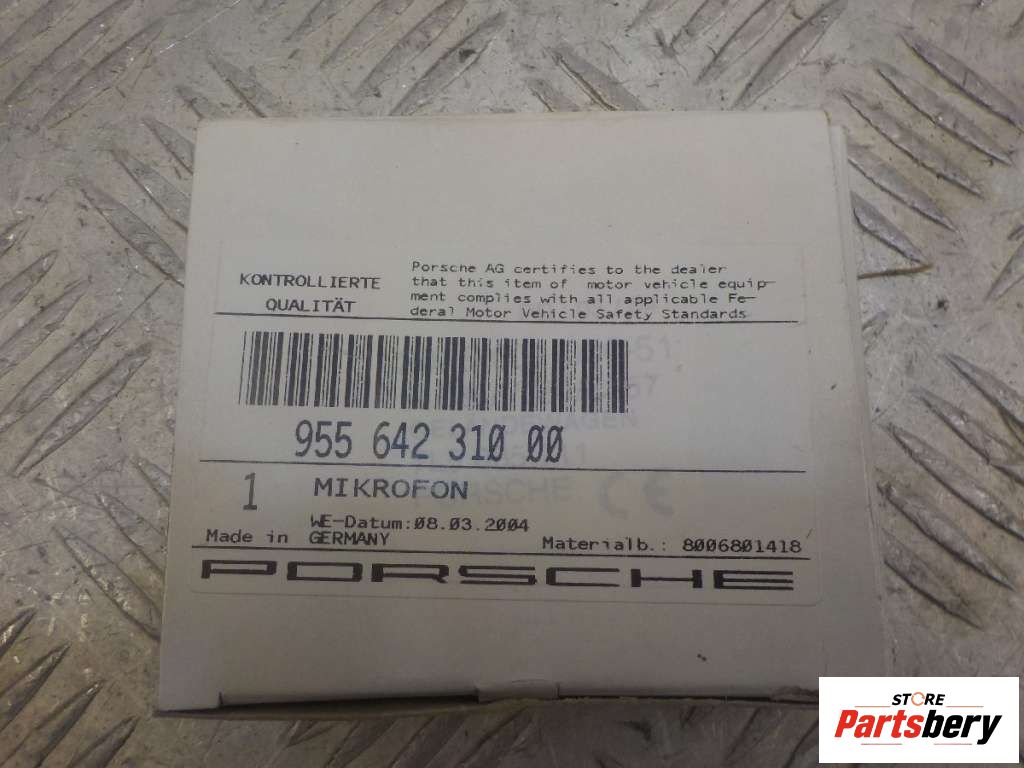 KONTROLLIERTE
QUALITÄT
Porsche AG certifies to the dealer
that this item of motor vehicle equip-
ment complies with all applicable Fe-
deral Motor Vehicle Safety Standards
955 642 310 00
1 MIKROFON
WE-Datum:08.03.2004
Made in GERMANY
Materialb.: 8006801418
PORSCHE
STORE
Partsbery